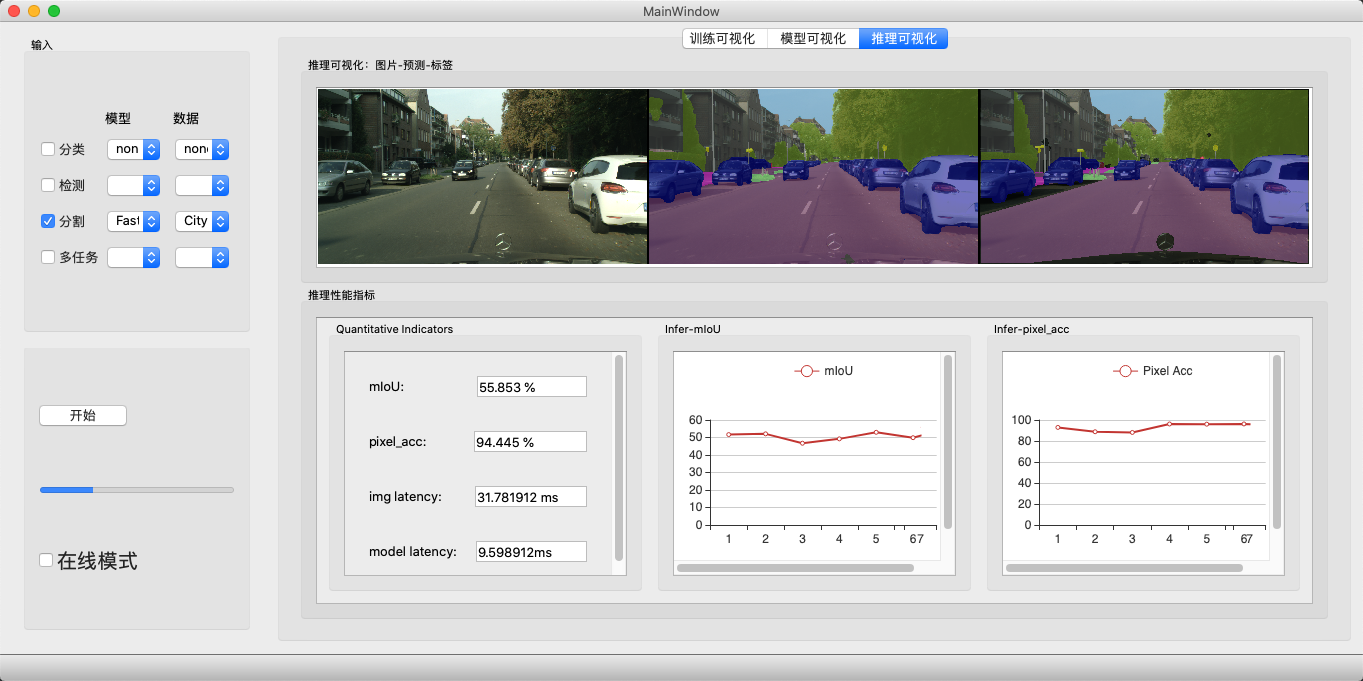 MainWindow
输入
模型 数据
分类 non none
检测
分割 Fast City
多任务
开始
在线模式
训练可视化 模型可视化 推理可视化
推理可视化：图片-预测-标签
推理性能指标
Quantitative Indicators
mIoU: 55.853 %
pixel_acc: 94.445 %
img latency: 31.781912 ms
model latency: 9.598912ms
Infer-mIoU
mIoU
60
50
40
30
20
10
0
1 2 3 4 5 67
Infer-pixel_acc
Pixel Acc
100
80
60
40
20
0
1 2 3 4 5 67